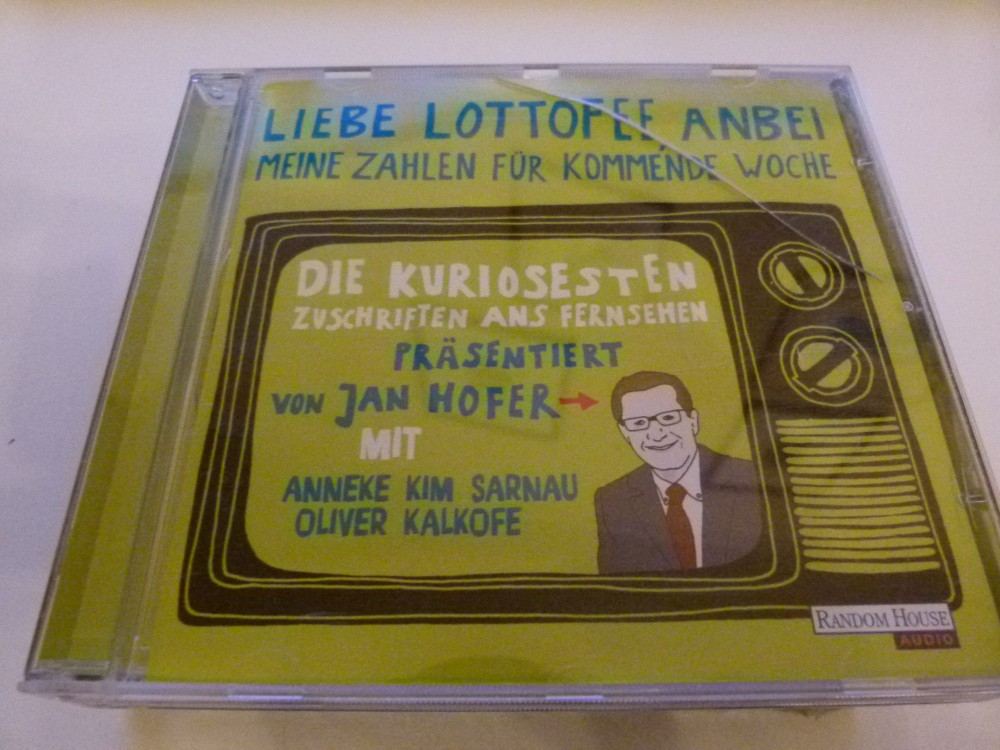 LIEBE LOTTOFEE, ANBEI
MEINE ZAHLEN FÜR KOMMENDE WOCHE
DIE KURIOSESTEN
ZUSCHRIFTEN ANS FERNSEHEN
PRÄSENTIERT
VON JAN HOFER
MIT
ANNEKE KIM SARNAU
OLIVER KALKOFE
RANDOM HOUSE
AUDIO